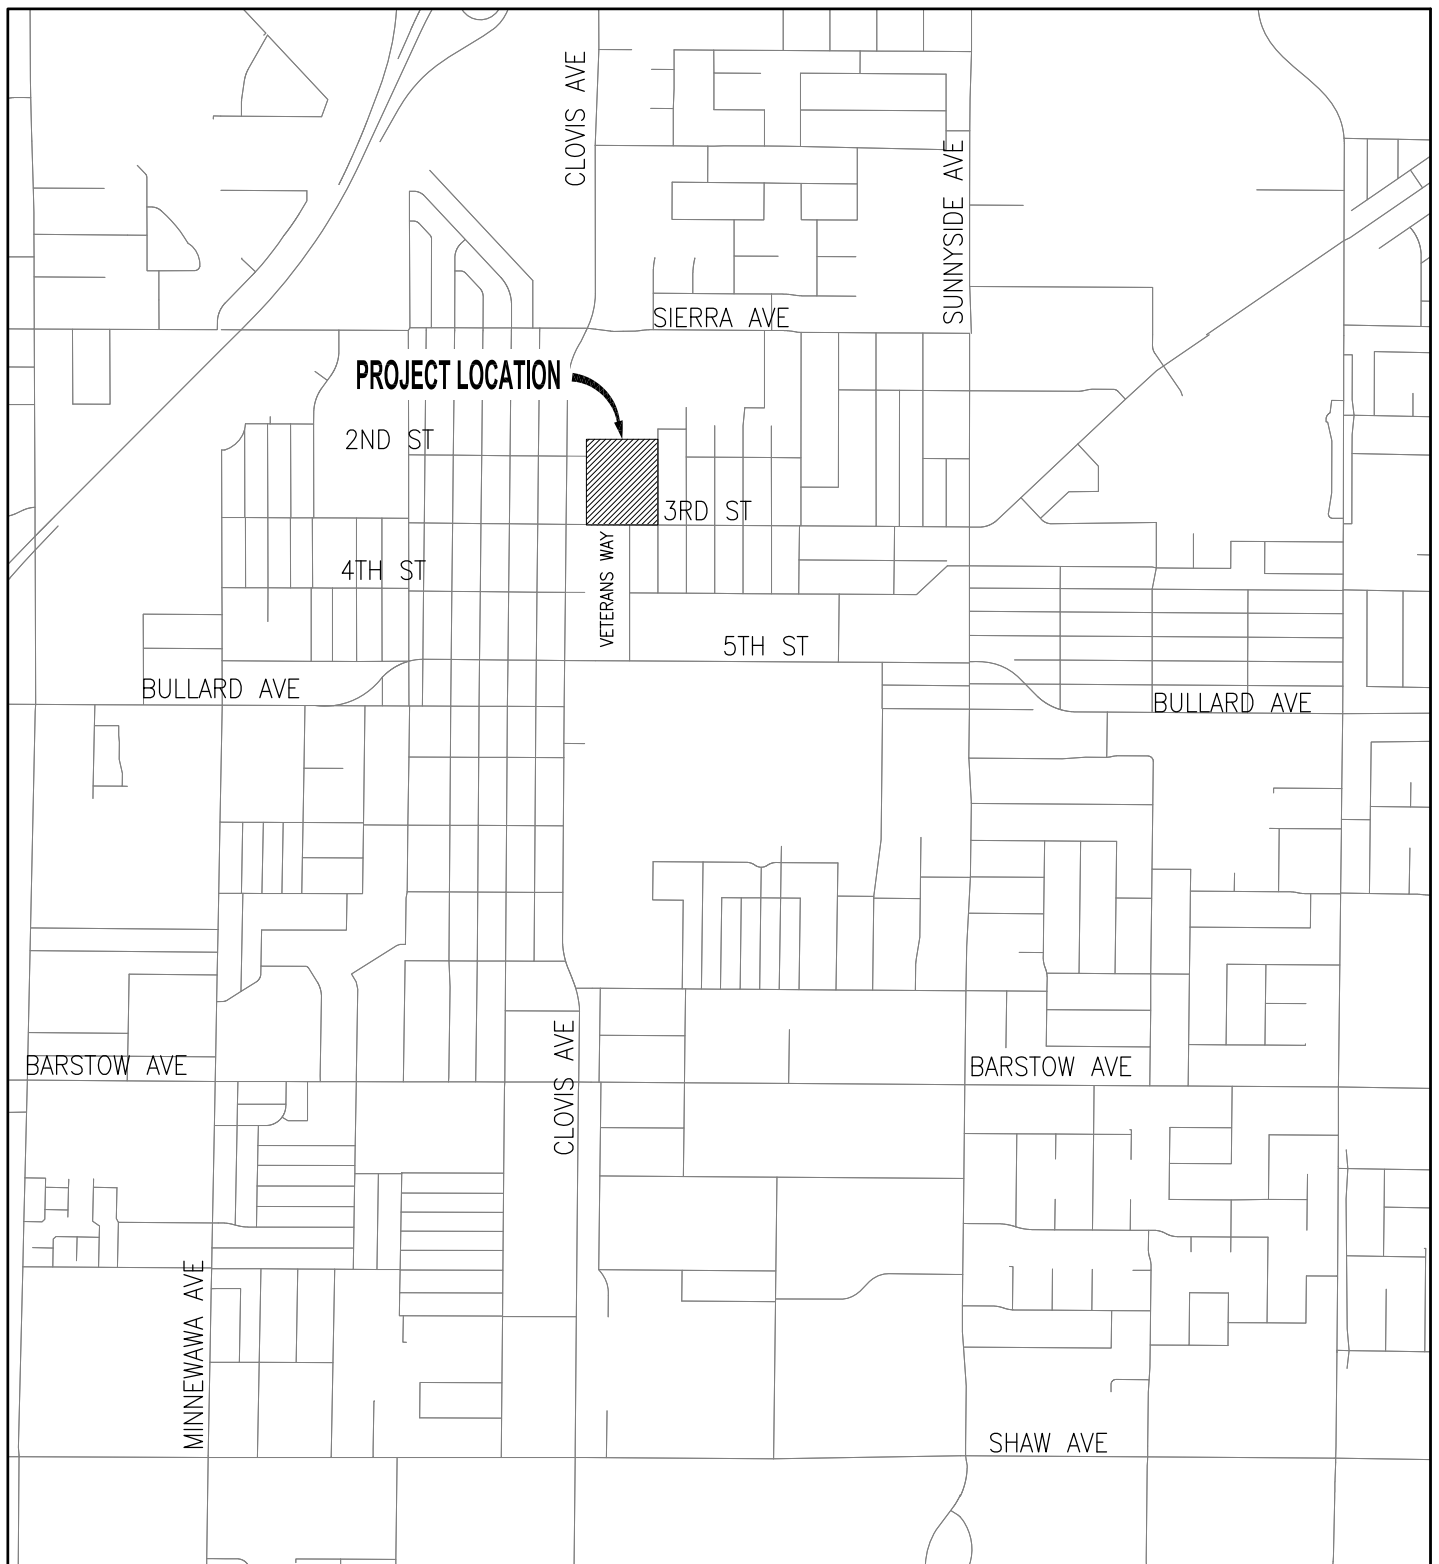 CLOVIS AVE
SUNNYSIDE AVE
SIERRA AVE
PROJECT LOCATION
2ND ST
3RD ST
4TH ST
VETERANS WAY
5TH ST
BULLARD AVE
BULLARD AVE
BARSTOW AVE
CLOVIS AVE
BARSTOW AVE
MINNEWAWA AVE
SHAW AVE